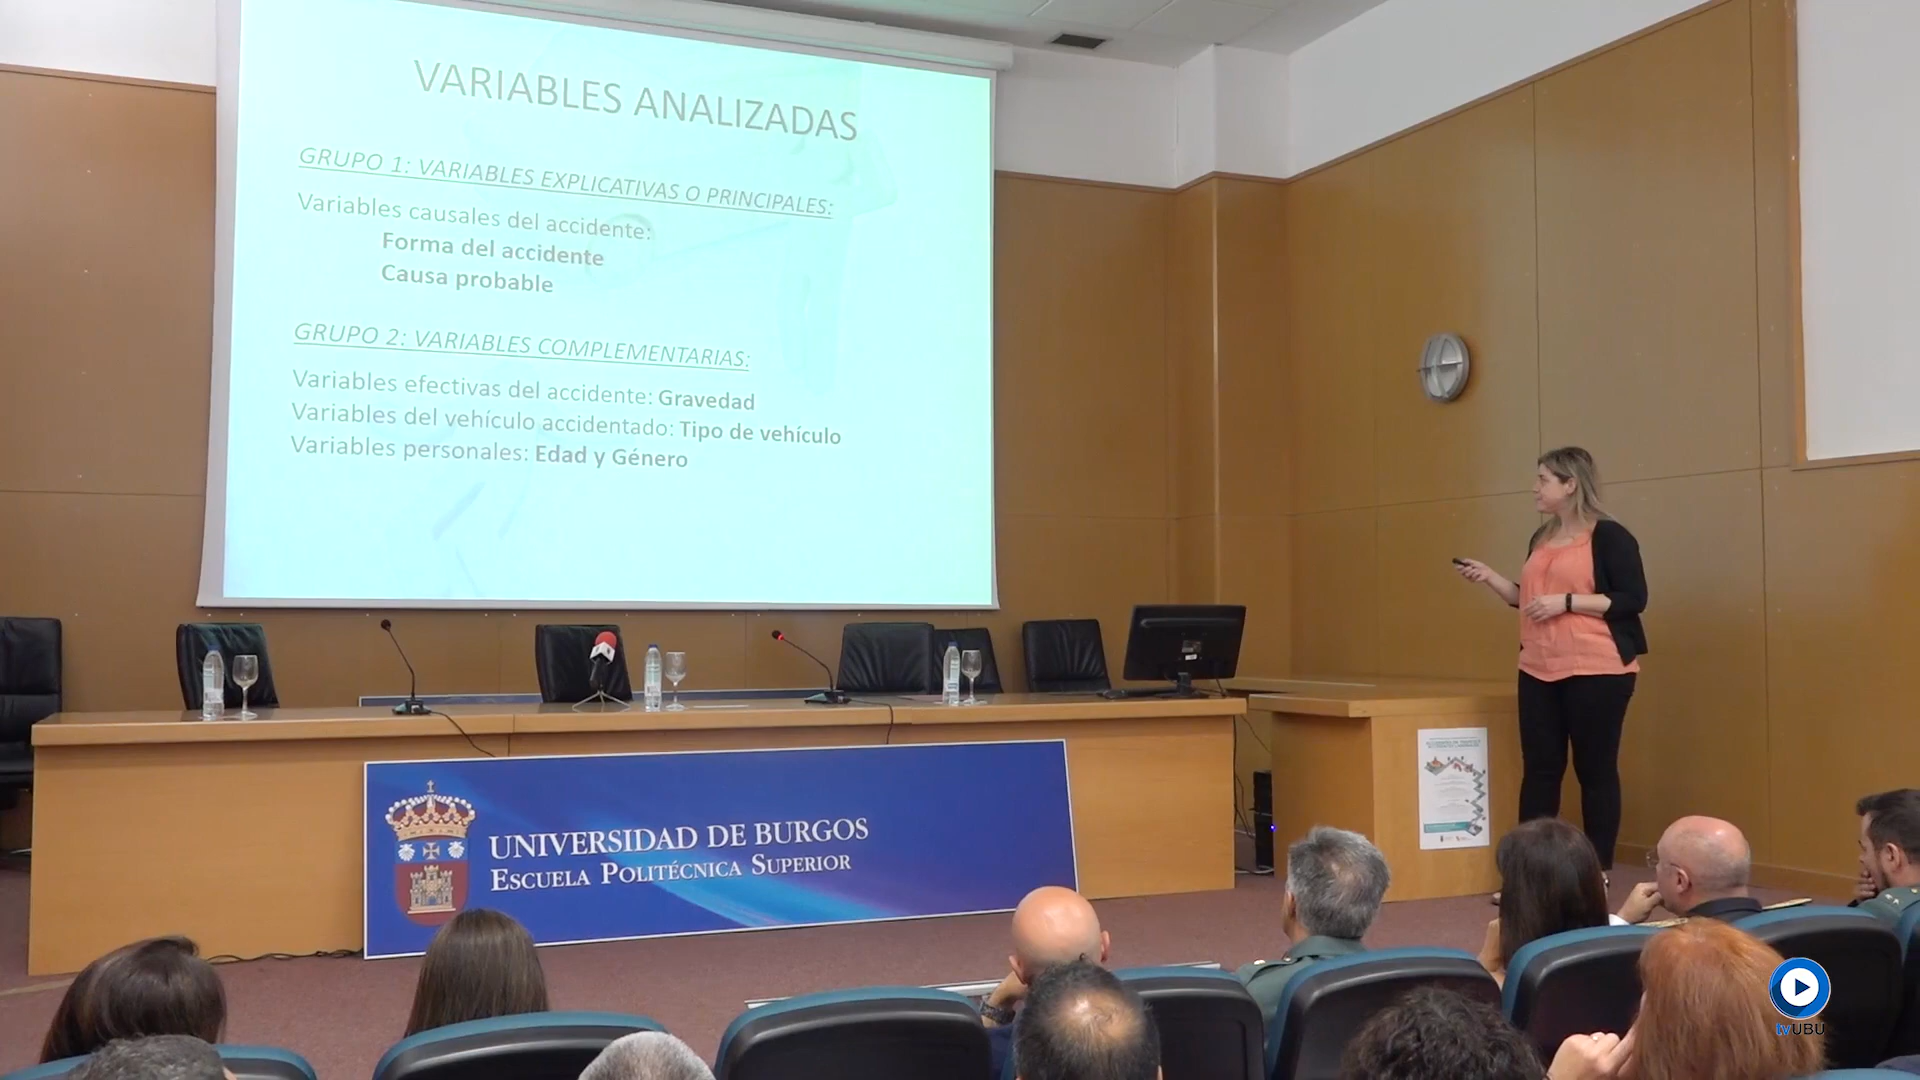 VARIABLES ANALIZADAS
GRUPO 1: VARIABLES EXPLICATIVAS O PRINCIPALES:
Variables causales del accidente:
Forma del accidente
Causa probable
GRUPO 2: VARIABLES COMPLEMENTARIAS:
Variables efectivas del accidente: Gravedad
Variables del vehículo accidentado: Tipo de vehículo
Variables personales: Edad y Género
UNIVERSIDAD DE BURGOS
ESCUELA POLITÉCNICA SUPERIOR
tvUBU